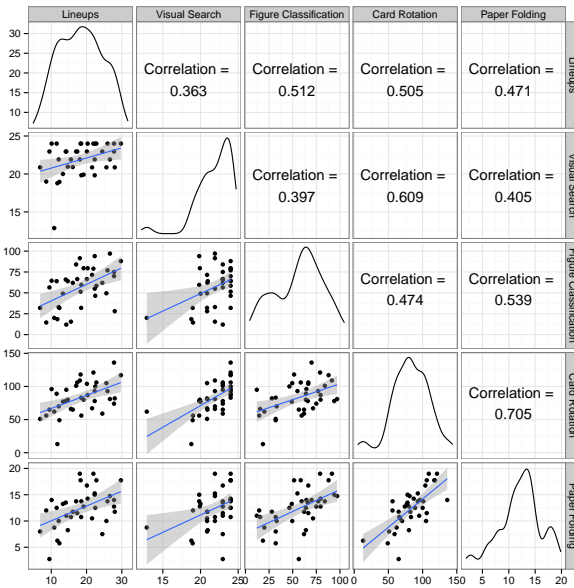 Lineups Visual Search Figure Classification Card Rotation Paper Folding
30
25
20
15
10
Correlation =
0.363
Correlation =
0.512
Correlation =
0.505
Correlation =
0.471
Lineups
25
20
15
Correlation =
0.397
Correlation =
0.609
Correlation =
0.405
Visual Search
100
75
50
25
0
Correlation =
0.474
Correlation =
0.539
Figure Classification
150
100
50
0
Correlation =
0.705
Card Rotation
20
15
10
5
Paper Folding
10 20 30 15 20 25 0 25 50 75 100 0 50 100 150 5 10 15 20